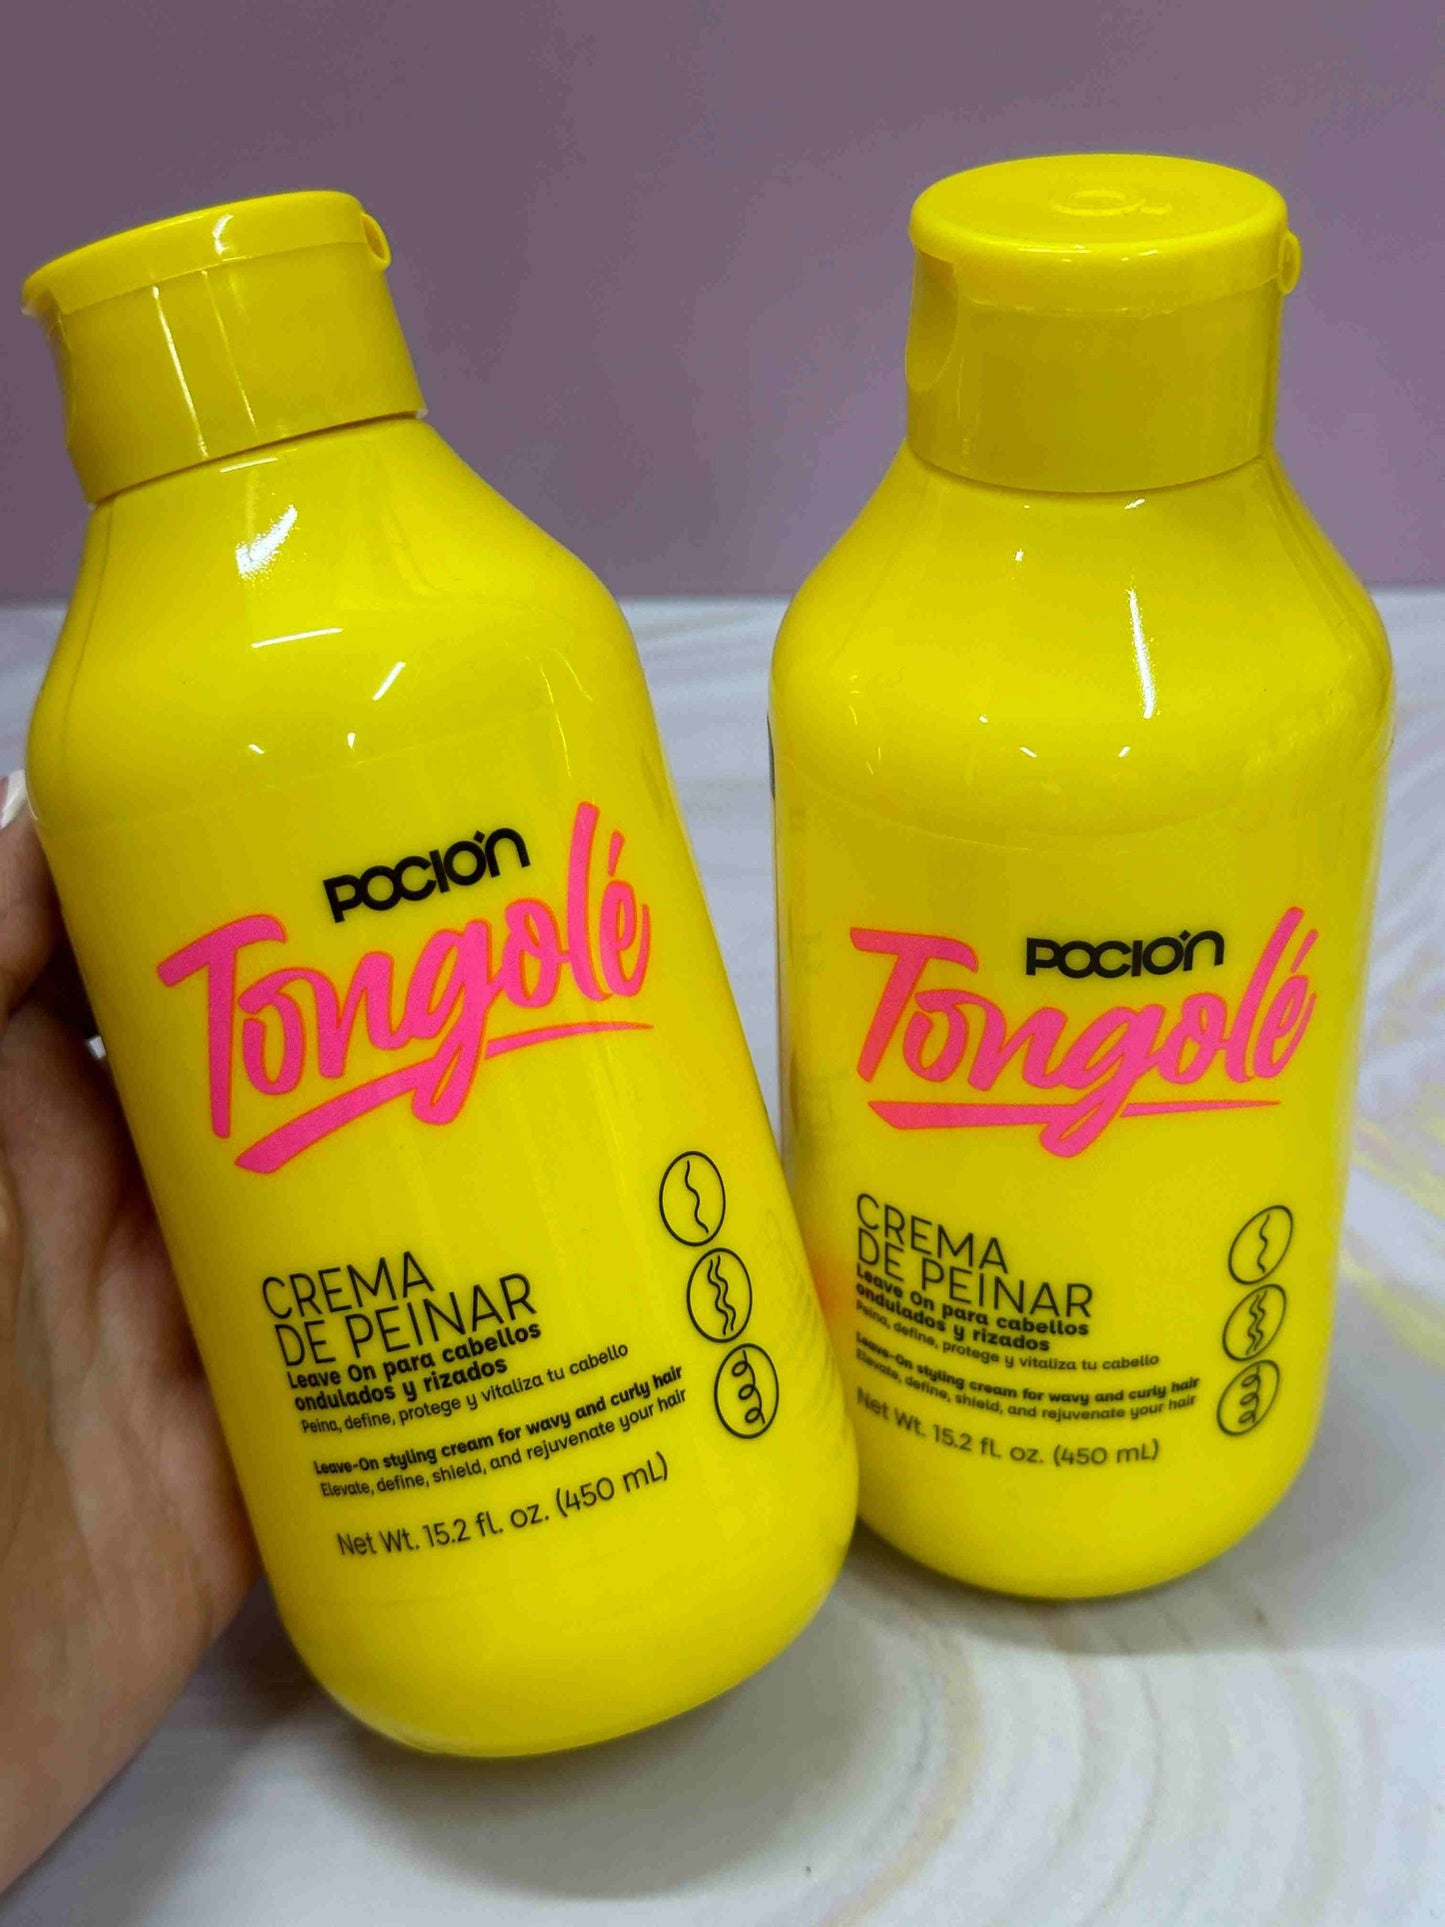 POCIÓN
Tongolé
CREMA
DE PEINAR
Leave On para cabellos
ondulados y rizados
Peina, define, protege y vitaliza tu cabello
Leave-On styling cream for wavy and curly hair
Elevate, define, shield, and rejuvenate your hair
Net Wt. 15.2 fl. oz. (450 mL)
POCIÓN
Tongolé
CREMA
DE PEINAR
Leave On para cabellos
ondulados y rizados
Peina, define, protege y vitaliza tu cabello
Leave-On styling cream for wavy and curly hair
Elevate, define, shield, and rejuvenate your hair
Net Wt. 15.2 fl. oz. (450 mL)